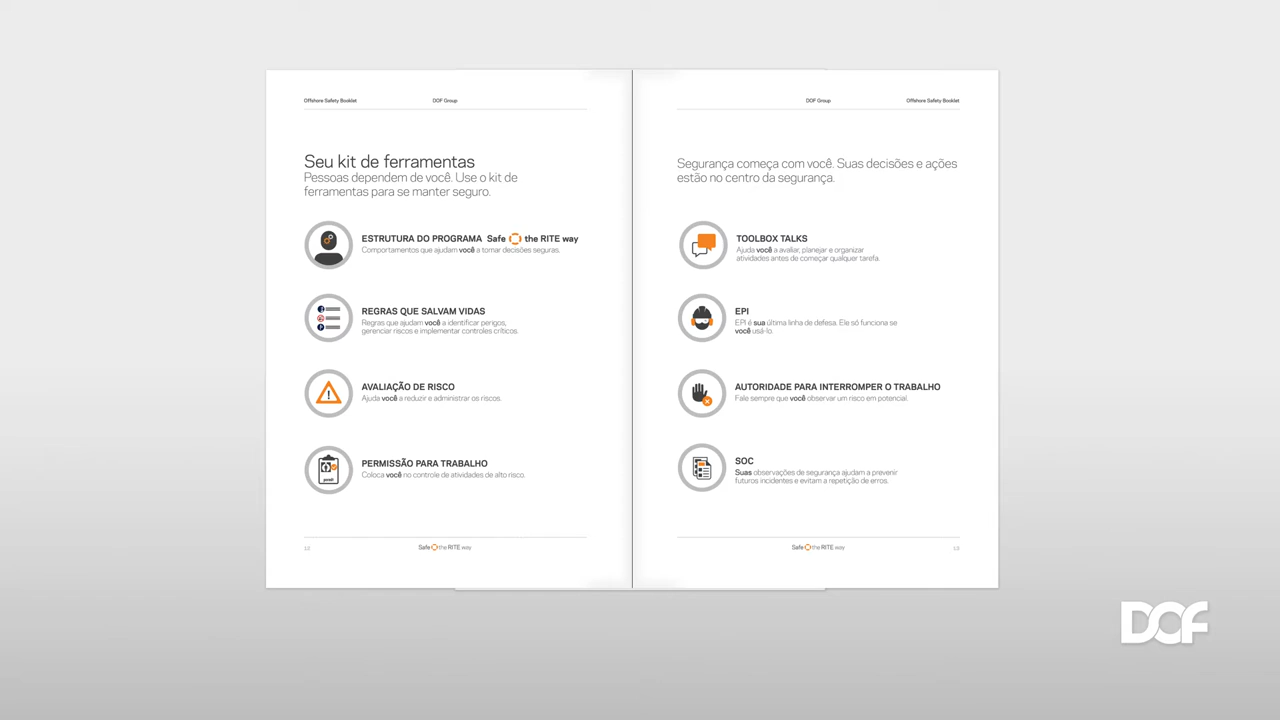 Offshore Safety Booklet
DOF Group
Seu kit de ferramentas
Pessoas dependem de você. Use o kit de
ferramentas para se manter seguro.
ESTRUTURA DO PROGRAMA Safe the RITE way
Comportamentos que ajudam você a tomar decisões seguras.
REGRAS QUE SALVAM VIDAS
Regras que ajudam você a identificar perigos,
gerenciar riscos e implementar controles críticos.
AVALIAÇÃO DE RISCO
Ajuda você a reduzir e administrar os riscos.
permit
PERMISSÃO PARA TRABALHO
Coloca você no controle de atividades de alto risco.
12
Safe the RITE way
DOF Group
Offshore Safety Booklet
Segurança começa com você. Suas decisões e ações
estão no centro da segurança.
TOOLBOX TALKS
Ajuda você a avaliar, planejar e organizar
atividades antes de começar qualquer tarefa.
EPI
EPI é sua última linha de defesa. Ele só funciona se
você usá-lo.
AUTORIDADE PARA INTERROMPER O TRABALHO
Fale sempre que você observar um risco em potencial.
SOC
Suas observações de segurança ajudam a prevenir
futuros incidentes e evitam a repetição de erros.
Safe the RITE way
13
DOF